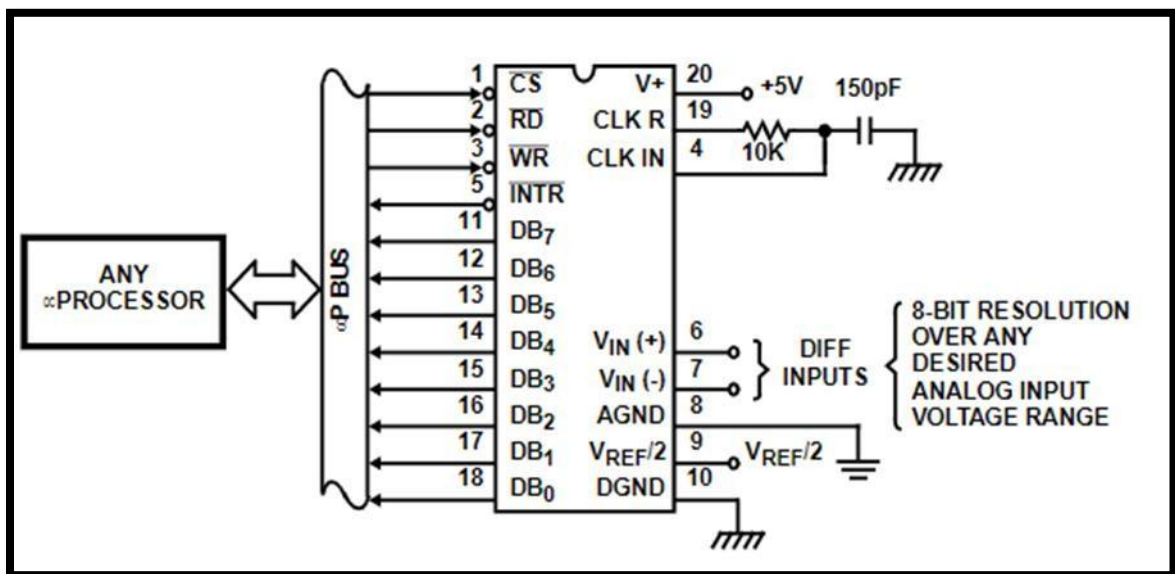 ANY
∝PROCESSOR
∝P BUS
1
2
3
5
11
12
13
14
15
16
17
18
CS
RD
WR
INTR
DB7
DB6
DB5
DB4
DB3
DB2
DB1
DB0
V+
CLK R
CLK IN
VIN (+)
VIN (-)
AGND
VREF/2
DGND
20
19
4
6
7
8
9
10
+5V
150pF
10K
DIFF
INPUTS
VREF/2
8-BIT RESOLUTION
OVER ANY
DESIRED
ANALOG INPUT
VOLTAGE RANGE